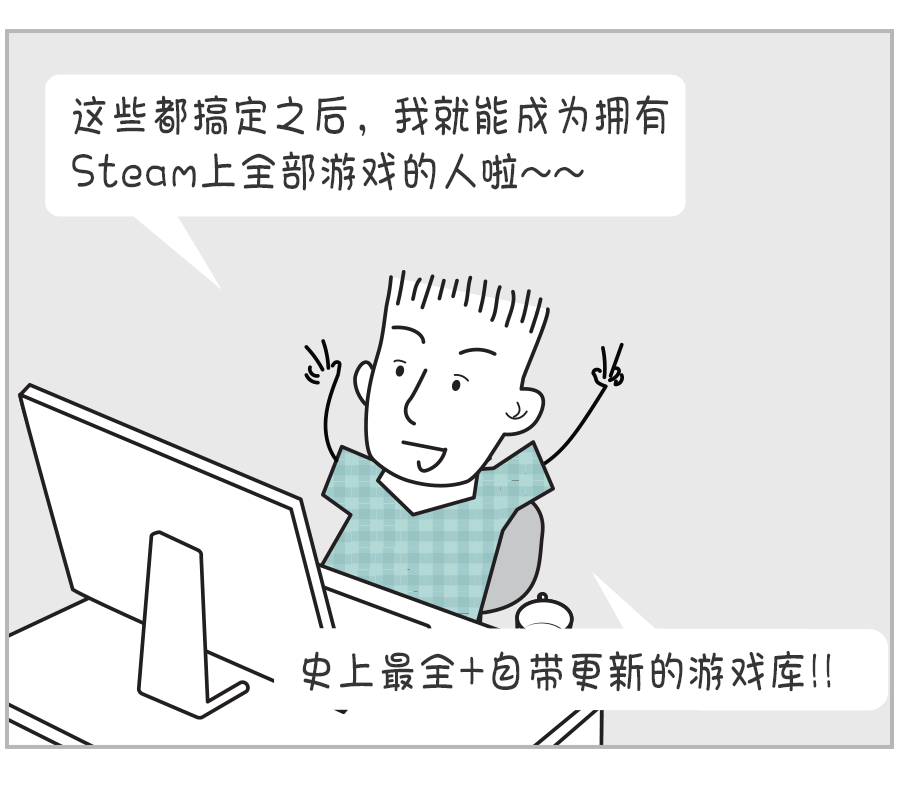 这些都搞定之后，我就能成为拥有
Steam上全部游戏的人啦～～
史上最全+自带更新的游戏库!!